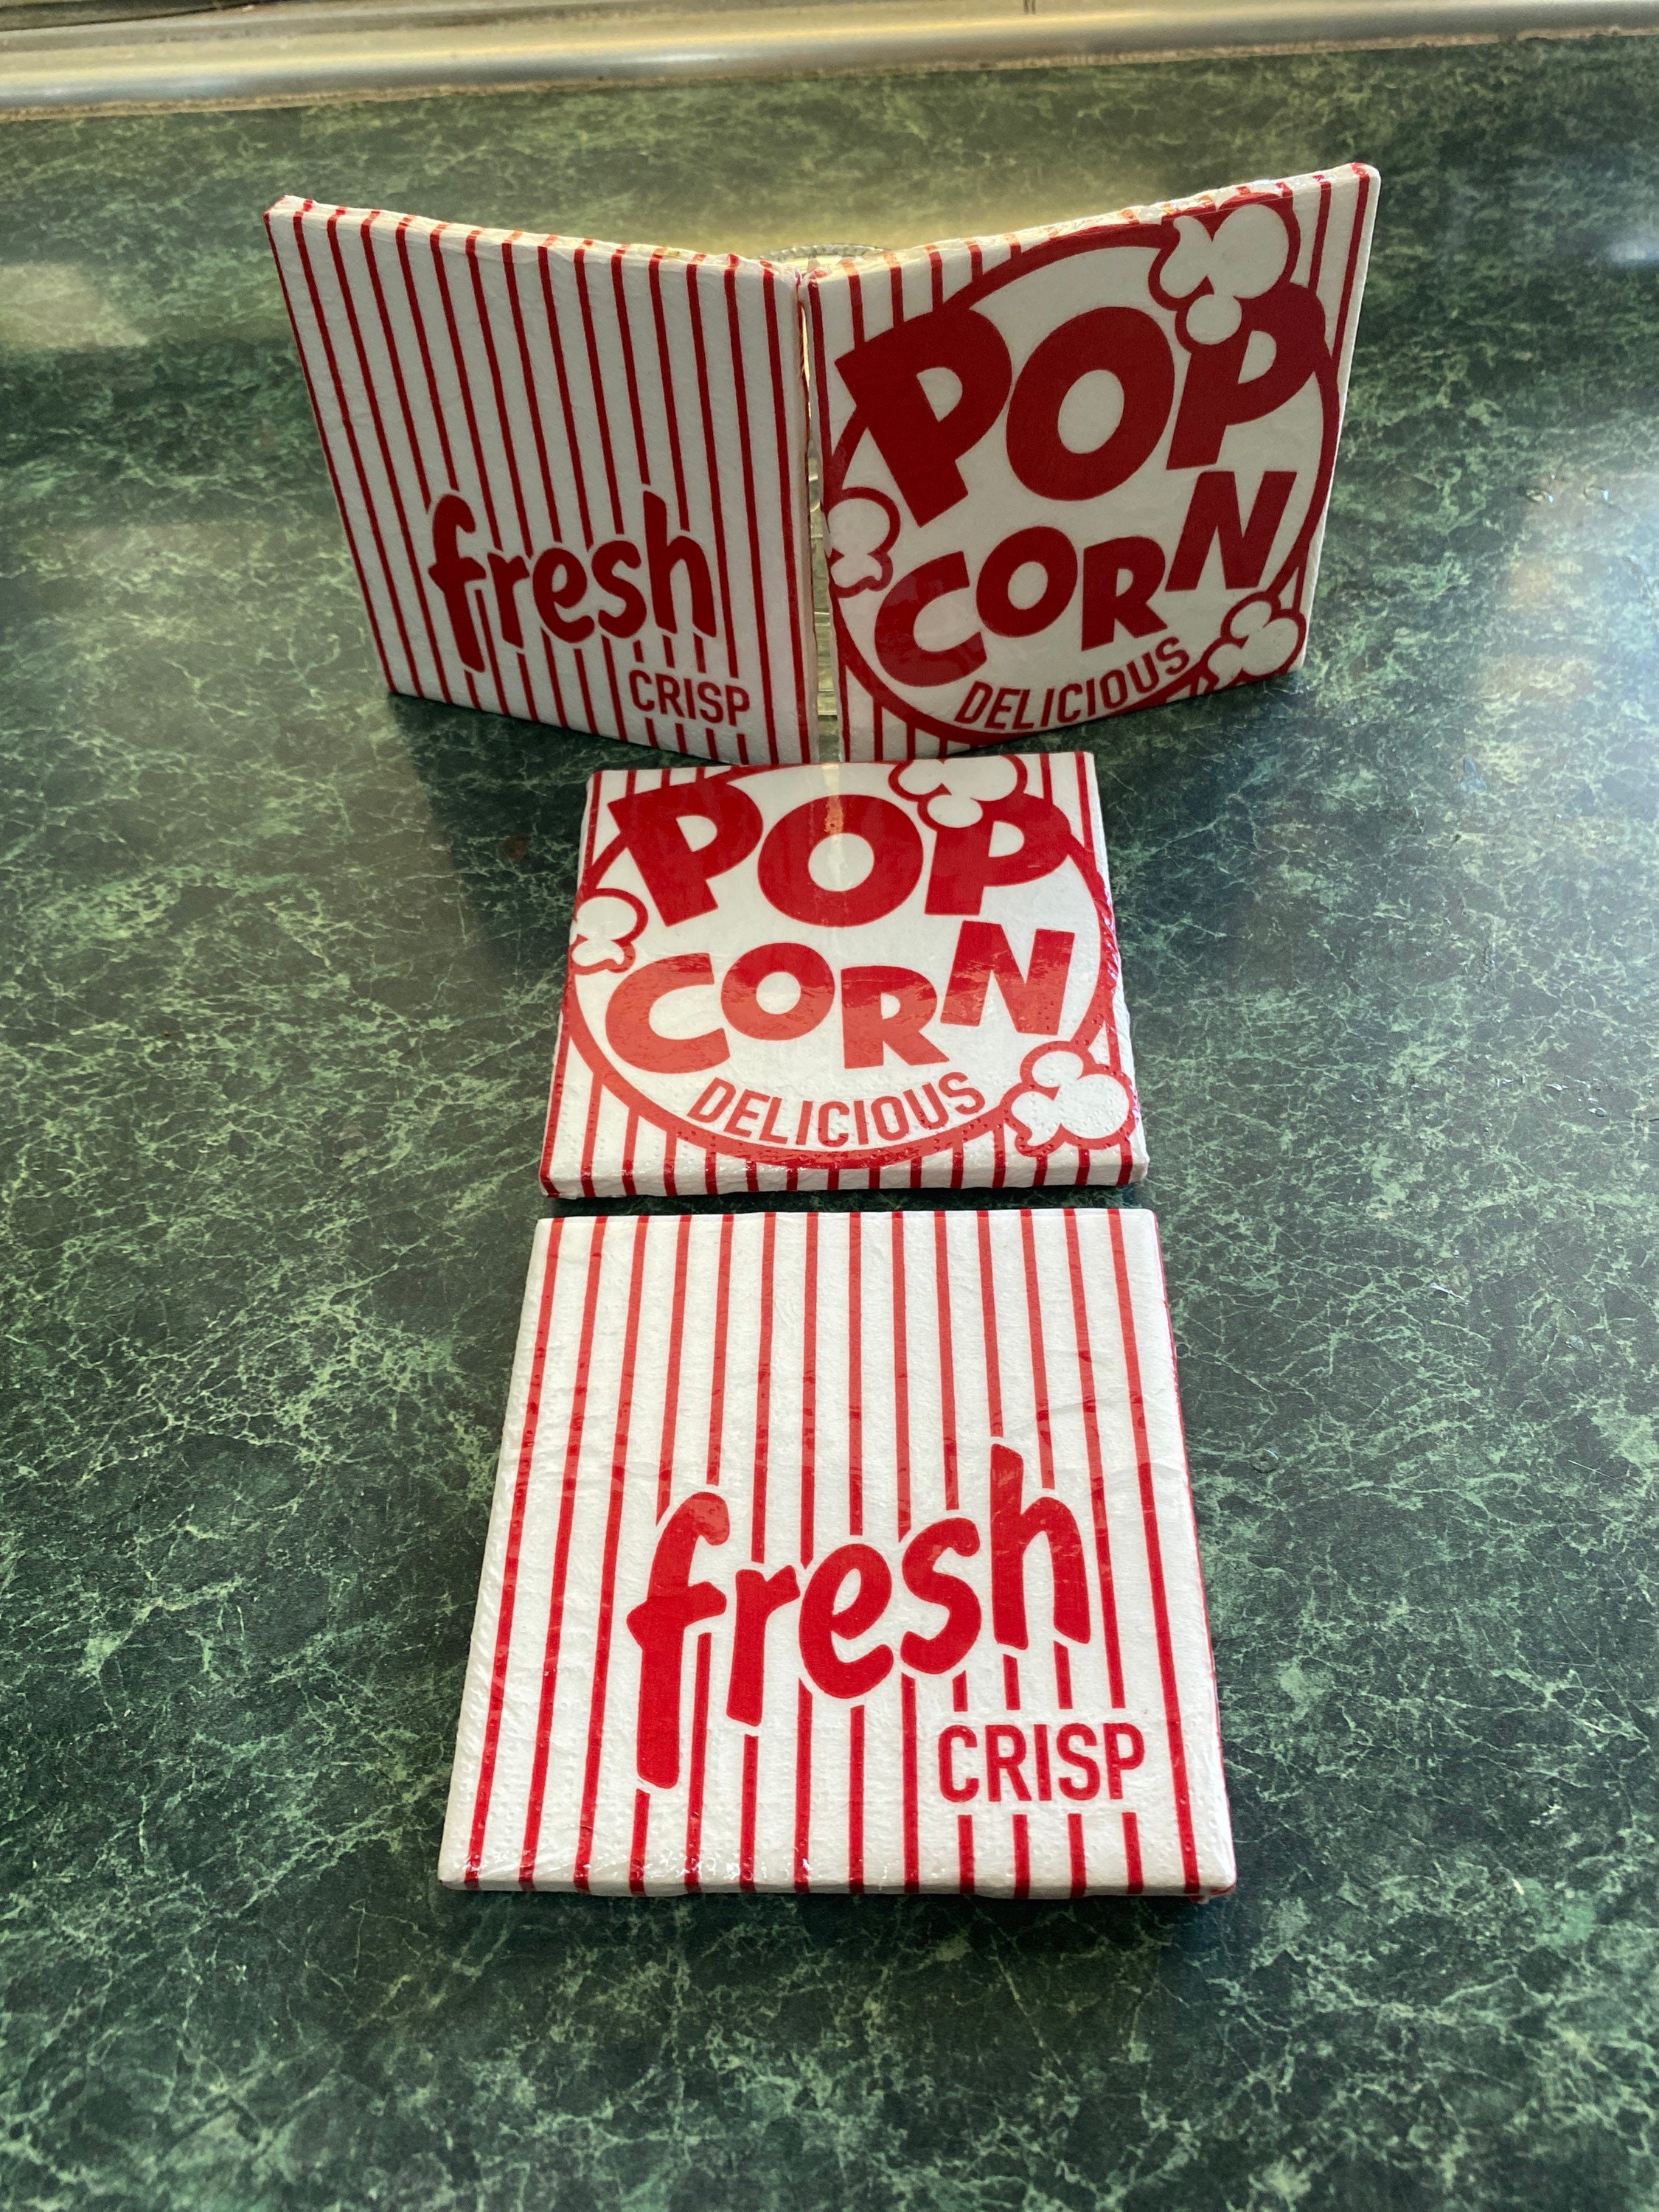 fresh
CRISP
POP
CORN
DELICIOUS
POP
CORN
DELICIOUS
fresh
CRISP